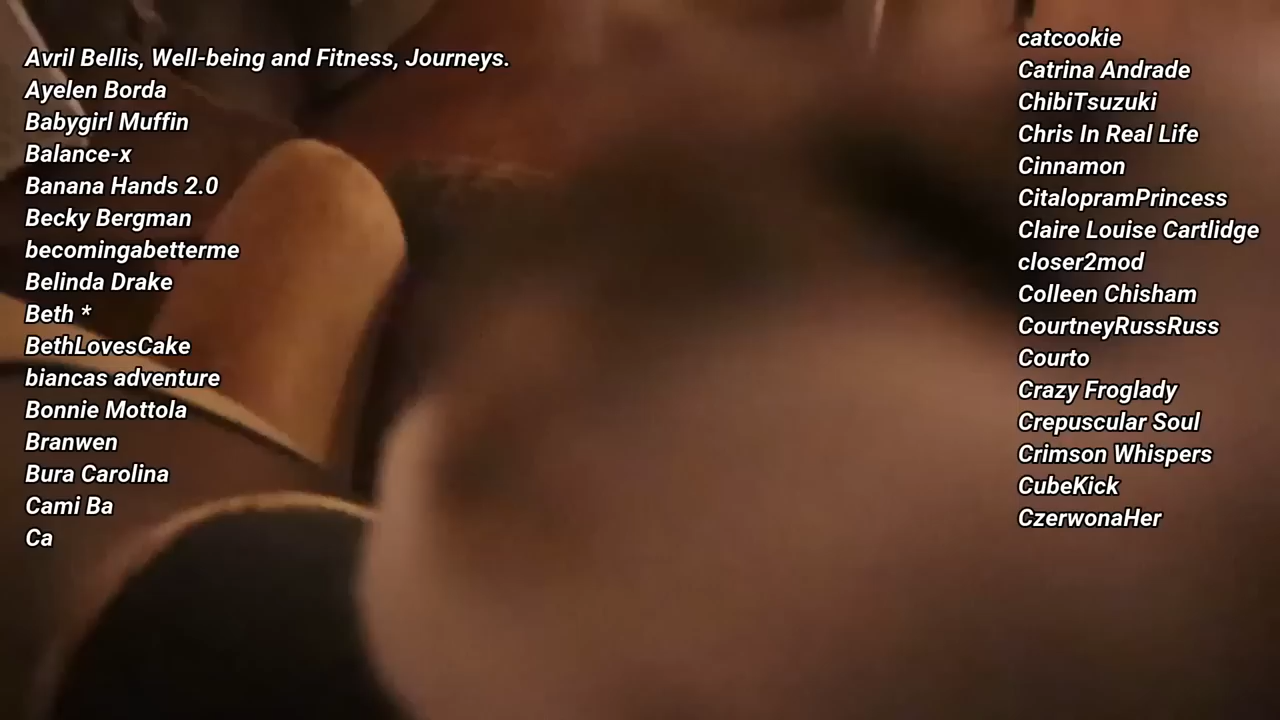 Avril Bellis, Well-being and Fitness, Journeys.
Ayelen Borda
Babygirl Muffin
Balance-x
Banana Hands 2.0
Becky Bergman
becomingabetterme
Belinda Drake
Beth *
BethLovesCake
biancas adventure
Bonnie Mottola
Branwen
Bura Carolina
Cami Ba
Ca
catcookie
Catrina Andrade
ChibiTsuzuki
Chris In Real Life
Cinnamon
CitalopramPrincess
Claire Louise Cartlidge
closer2mod
Colleen Chisham
CourtneyRussRuss
Courto
Crazy Froglady
Crepuscular Soul
Crimson Whispers
CubeKick
CzerwonaHer